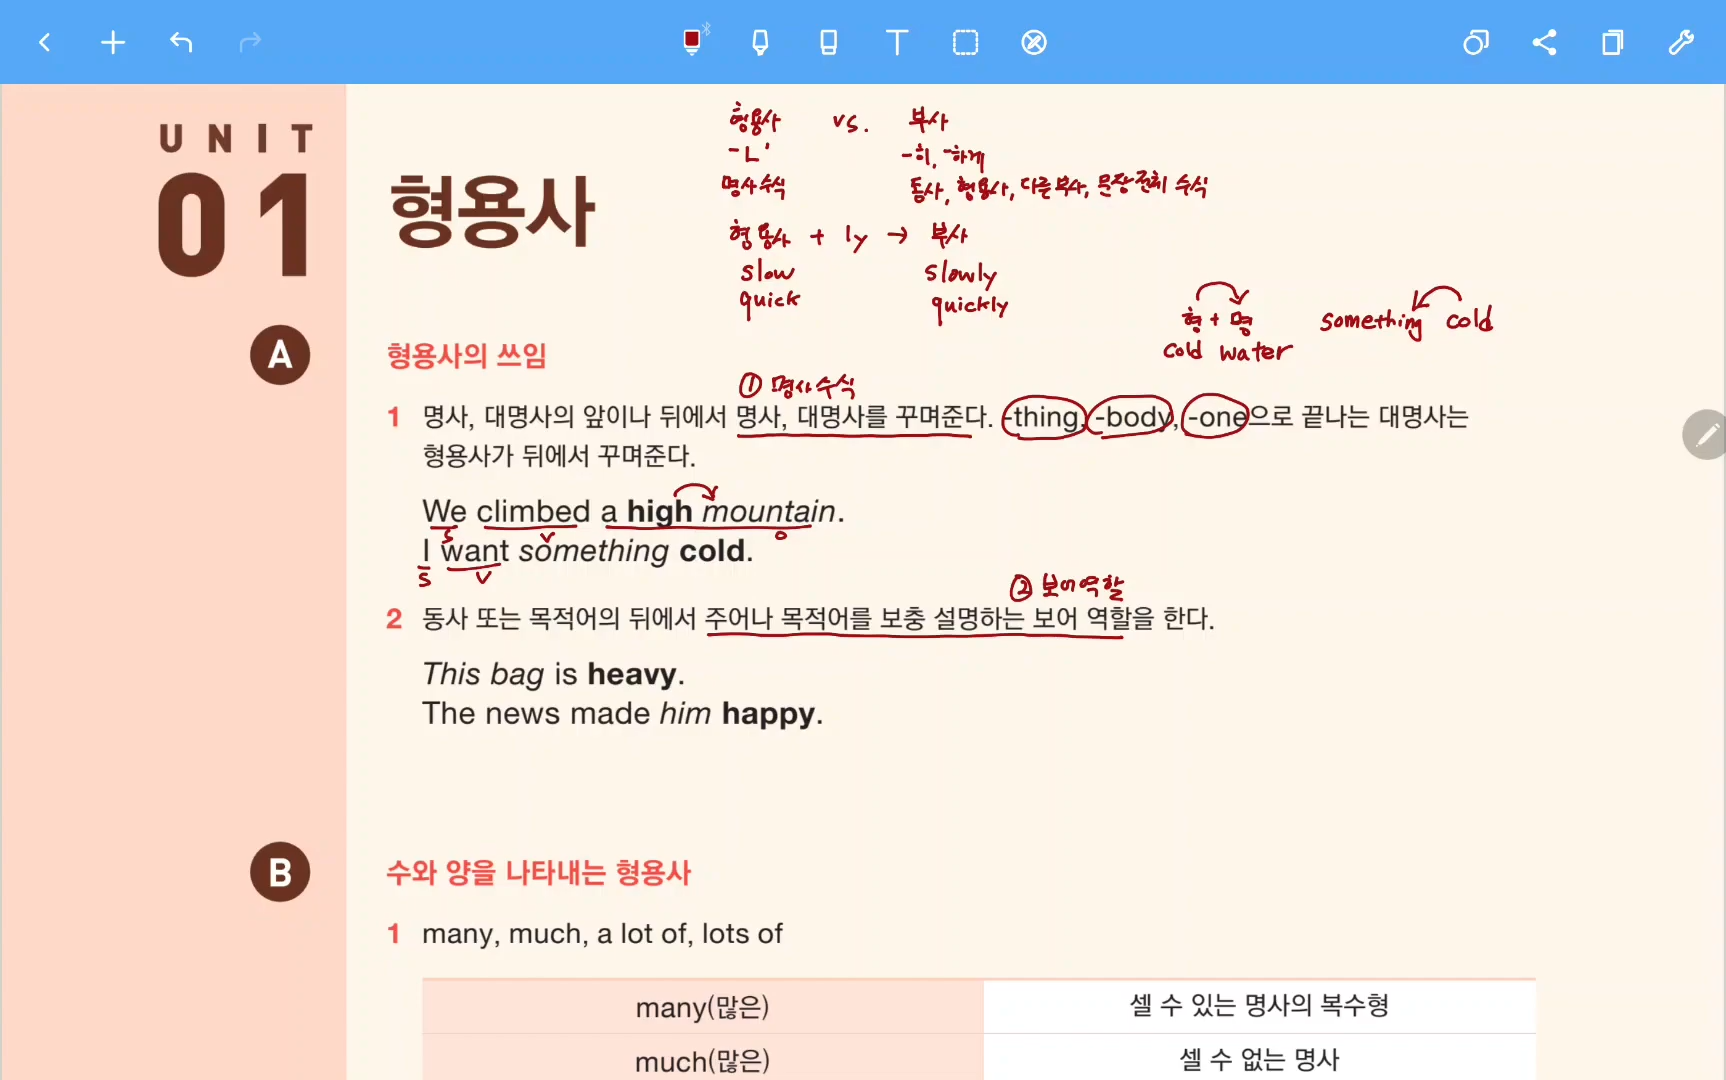 UNIT
01
형용사
형용사 vs. 부사
-ㄴ -히, -하게
명사수식 동사, 형용사, 다른부사, 문장전체 수식
형용사 + ly → 부사
slow slowly
quick quickly
형 + 명 something cold
cold water
A 형용사의 쓰임
① 명사수식
1 명사, 대명사의 앞이나 뒤에서 명사, 대명사를 꾸며준다. -thing, -body, -one으로 끝나는 대명사는
형용사가 뒤에서 꾸며준다.
We climbed a high mountain.
S V O
I want something cold.
S V
② 보어역할
2 동사 또는 목적어의 뒤에서 주어나 목적어를 보충 설명하는 보어 역할을 한다.
This bag is heavy.
The news made him happy.
B 수와 양을 나타내는 형용사
1 many, much, a lot of, lots of
many(많은) 셀 수 있는 명사의 복수형
much(많은) 셀 수 없는 명사